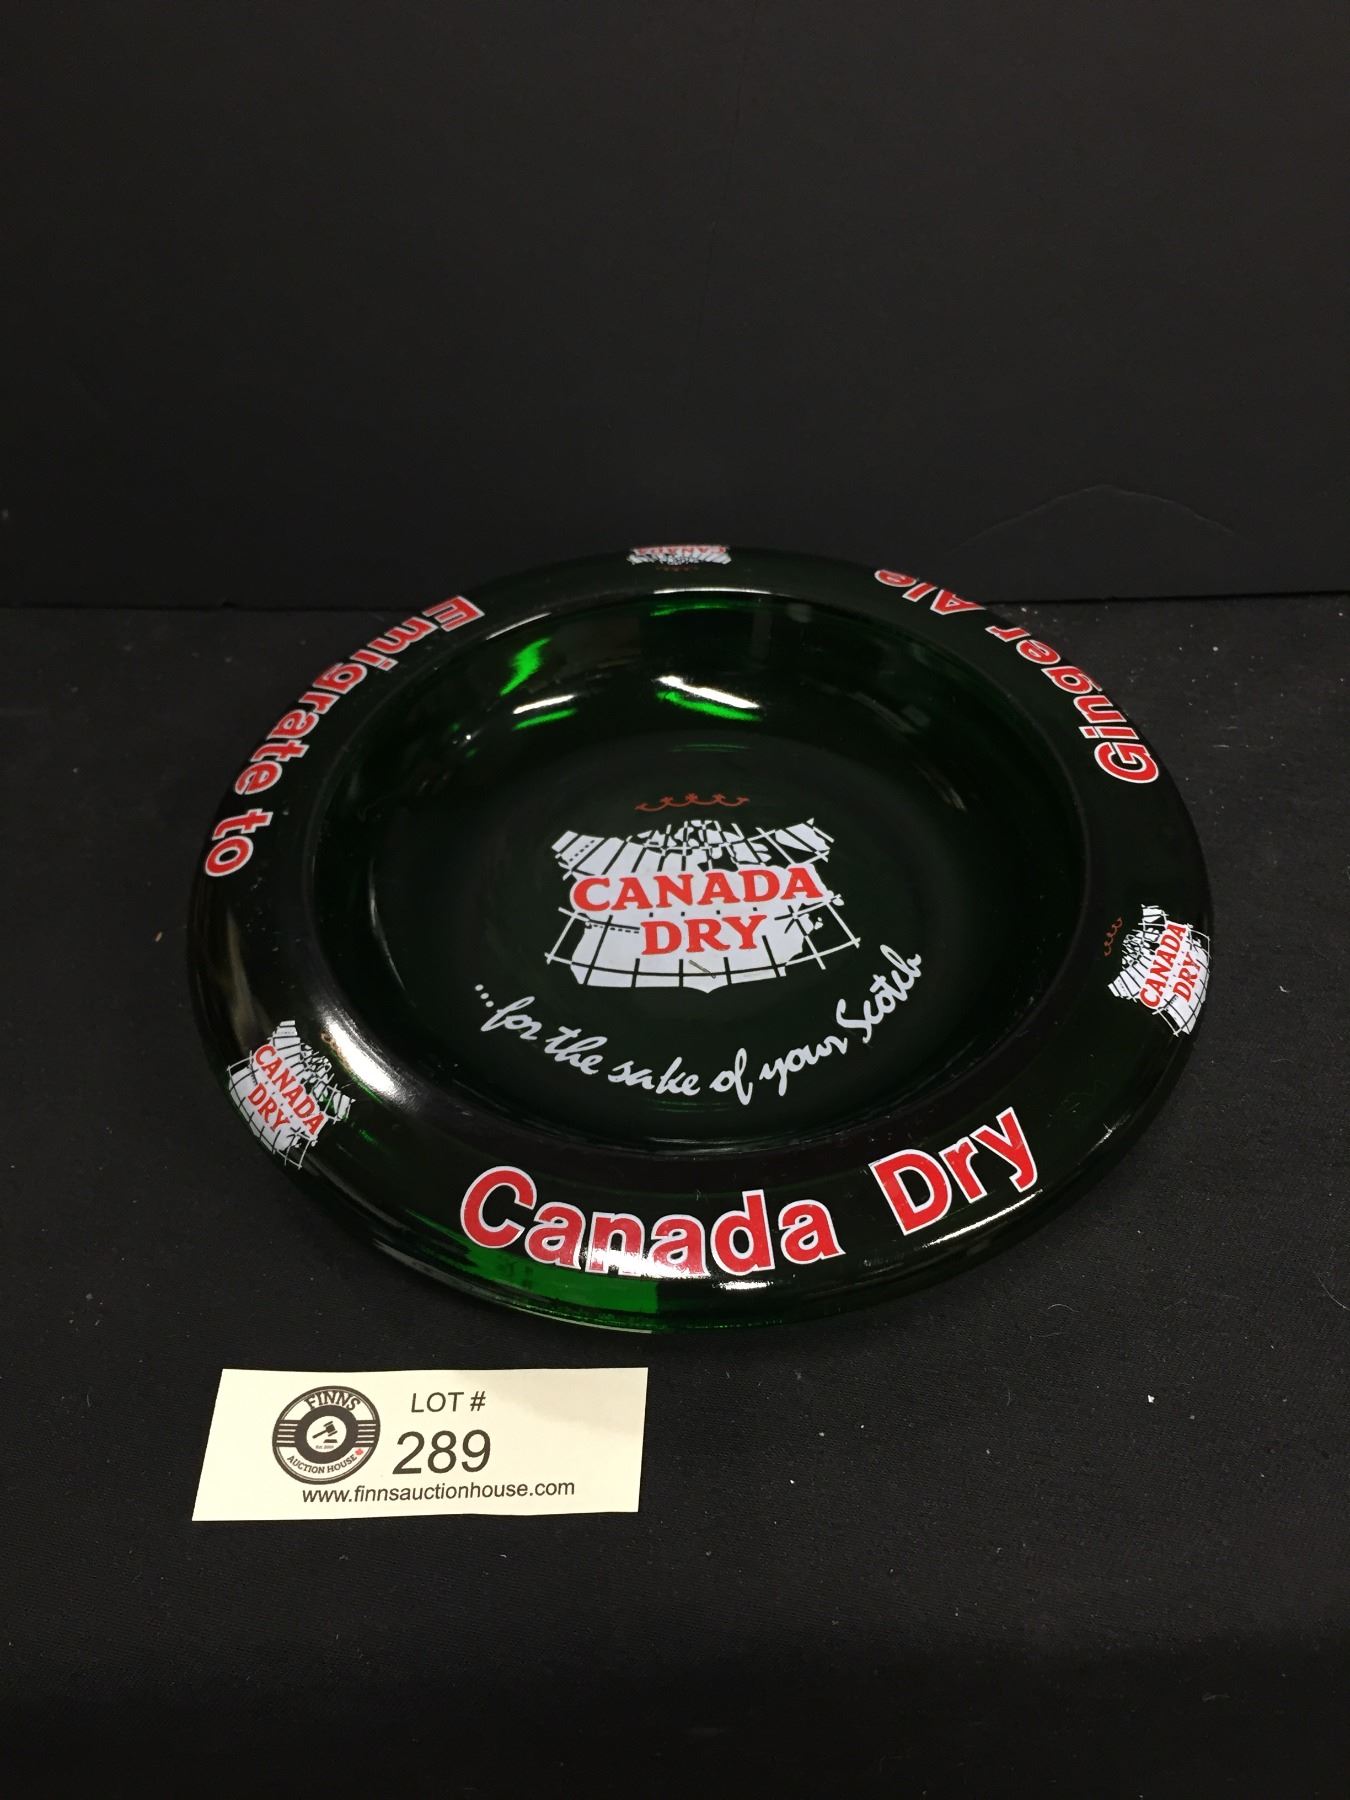 CANADA
Emigrate to
Ginger Ale
CANADA
DRY
...for the sake of your Scotch
CANADA
DRY
CANADA
DRY
Canada Dry
FINNS
AUCTION HOUSE
LOT #
289
www.finnsauctionhouse.com